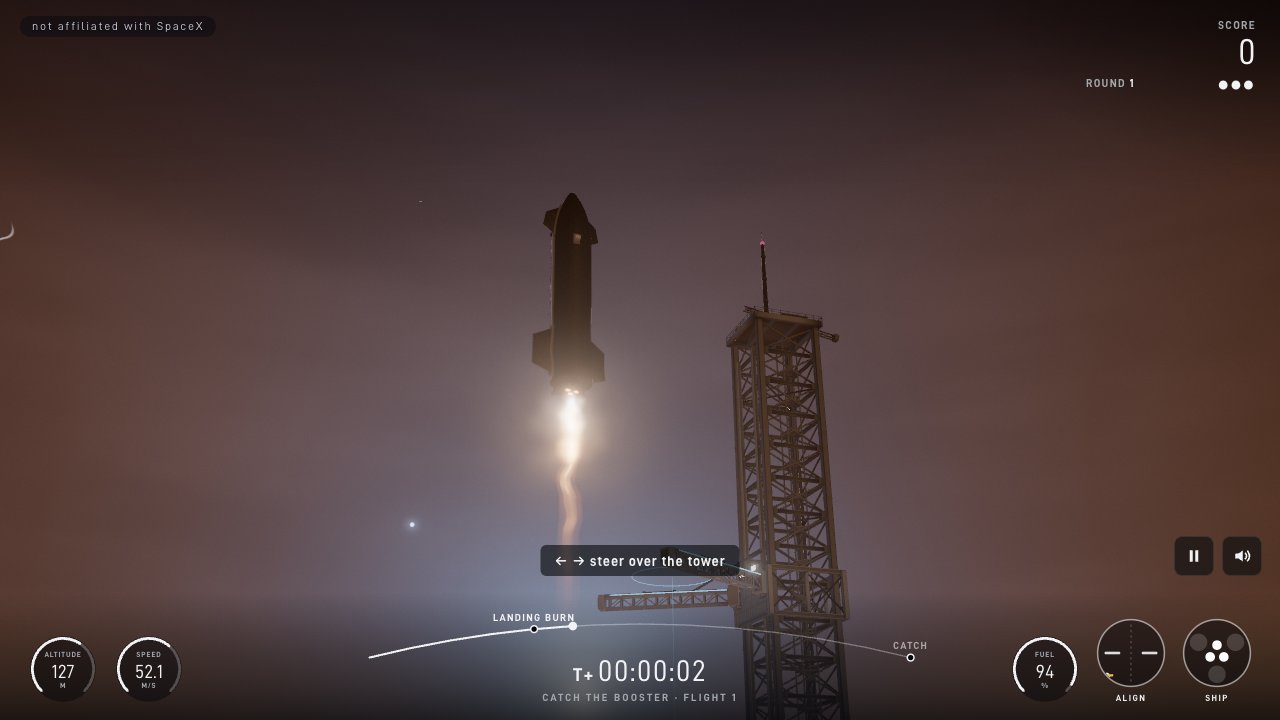 not affiliated with SpaceX
SCORE
0
ROUND 1
← → steer over the tower
LANDING BURN
CATCH
ALTITUDE
127
M
SPEED
52.1
M/S
T+ 00:00:02
CATCH THE BOOSTER · FLIGHT 1
FUEL
94
%
ALIGN
SHIP